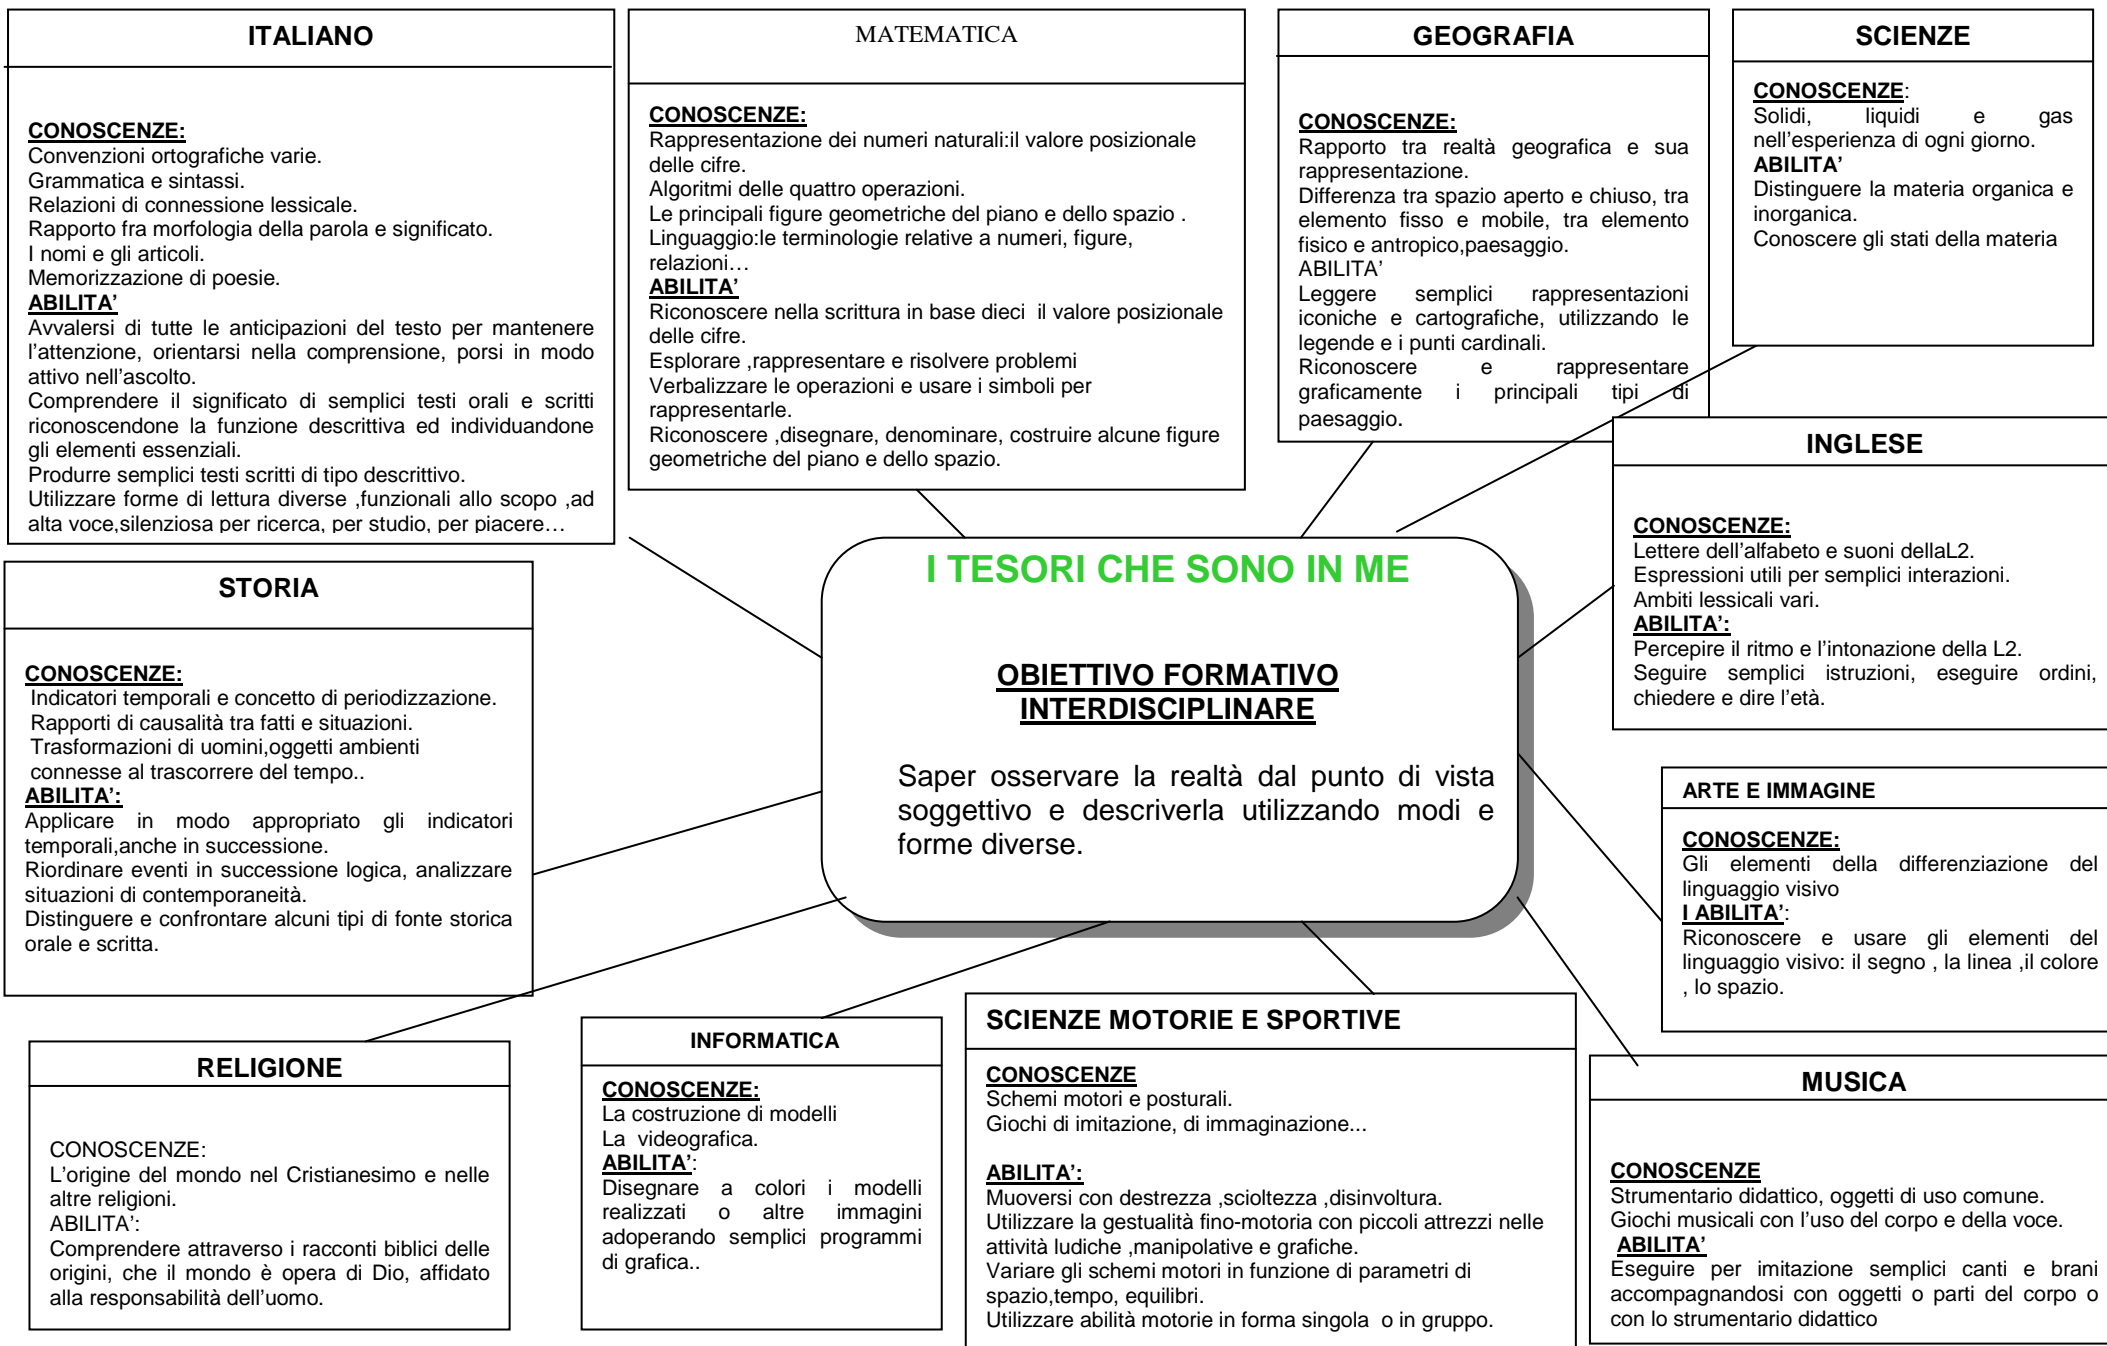 ITALIANO
CONOSCENZE:
Convenzioni ortografiche varie.
Grammatica e sintassi.
Relazioni di connessione lessicale.
Rapporto fra morfologia della parola e significato.
I nomi e gli articoli.
Memorizzazione di poesie.
ABILITA’
Avvalersi di tutte le anticipazioni del testo per mantenere
l’attenzione, orientarsi nella comprensione, porsi in modo
attivo nell’ascolto.
Comprendere il significato di semplici testi orali e scritti
riconoscendone la funzione descrittiva ed individuandone
gli elementi essenziali.
Produrre semplici testi scritti di tipo descrittivo.
Utilizzare forme di lettura diverse ,funzionali allo scopo ,ad
alta voce,silenziosa per ricerca, per studio, per piacere…
MATEMATICA
CONOSCENZE:
Rappresentazione dei numeri naturali:il valore posizionale
delle cifre.
Algoritmi delle quattro operazioni.
Le principali figure geometriche del piano e dello spazio .
Linguaggio:le terminologie relative a numeri, figure,
relazioni…
ABILITA’
Riconoscere nella scrittura in base dieci  il valore posizionale
delle cifre.
Esplorare ,rappresentare e risolvere problemi
Verbalizzare le operazioni e usare i simboli per
rappresentarle.
Riconoscere ,disegnare, denominare, costruire alcune figure
geometriche del piano e dello spazio.
GEOGRAFIA
CONOSCENZE:
Rapporto tra realtà geografica e sua
rappresentazione.
Differenza tra spazio aperto e chiuso, tra
elemento fisso e mobile, tra elemento
fisico e antropico,paesaggio.
ABILITA’
Leggere semplici rappresentazioni
iconiche e cartografiche, utilizzando le
legende e i punti cardinali.
Riconoscere e rappresentare
graficamente i principali tipi di
paesaggio.
SCIENZE
CONOSCENZE:
Solidi, liquidi e gas
nell’esperienza di ogni giorno.
ABILITA’
Distinguere la materia organica e
inorganica.
Conoscere gli stati della materia
INGLESE
CONOSCENZE:
Lettere dell’alfabeto e suoni dellaL2.
Espressioni utili per semplici interazioni.
Ambiti lessicali vari.
ABILITA’:
Percepire il ritmo e l’intonazione della L2.
Seguire semplici istruzioni, eseguire ordini,
chiedere e dire l’età.
I TESORI CHE SONO IN ME
OBIETTIVO FORMATIVO
INTERDISCIPLINARE
Saper osservare la realtà dal punto di vista
soggettivo e descriverla utilizzando modi e
forme diverse.
STORIA
CONOSCENZE:
Indicatori temporali e concetto di periodizzazione.
Rapporti di causalità tra fatti e situazioni.
Trasformazioni di uomini,oggetti ambienti
connesse al trascorrere del tempo..
ABILITA’:
Applicare in modo appropriato gli indicatori
temporali,anche in successione.
Riordinare eventi in successione logica, analizzare
situazioni di contemporaneità.
Distinguere e confrontare alcuni tipi di fonte storica
orale e scritta.
ARTE E IMMAGINE
CONOSCENZE:
Gli elementi della differenziazione del
linguaggio visivo
I ABILITA’:
Riconoscere e usare gli elementi del
linguaggio visivo: il segno , la linea ,il colore
, lo spazio.
RELIGIONE
CONOSCENZE:
L’origine del mondo nel Cristianesimo e nelle
altre religioni.
ABILITA’:
Comprendere attraverso i racconti biblici delle
origini, che il mondo è opera di Dio, affidato
alla responsabilità dell’uomo.
INFORMATICA
CONOSCENZE:
La costruzione di modelli
La  videografica.
ABILITA’:
Disegnare a colori i modelli
realizzati o altre immagini
adoperando semplici programmi
di grafica..
SCIENZE MOTORIE E SPORTIVE
CONOSCENZE
Schemi motori e posturali.
Giochi di imitazione, di immaginazione...
ABILITA’:
Muoversi con destrezza ,scioltezza ,disinvoltura.
Utilizzare la gestualità fino-motoria con piccoli attrezzi nelle
attività ludiche ,manipolative e grafiche.
Variare gli schemi motori in funzione di parametri di
spazio,tempo, equilibri.
Utilizzare abilità motorie in forma singola  o in gruppo.
MUSICA
CONOSCENZE
Strumentario didattico, oggetti di uso comune.
Giochi musicali con l’uso del corpo e della voce.
ABILITA’
Eseguire per imitazione semplici canti e brani
accompagnandosi con oggetti o parti del corpo o
con lo strumentario didattico